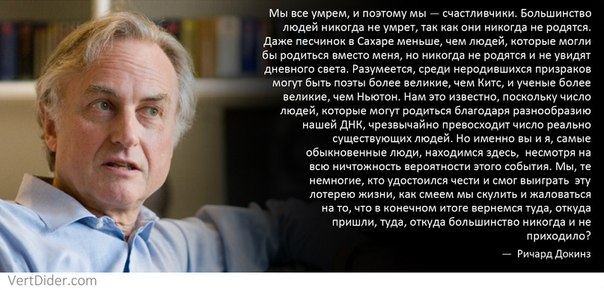 Мы все умрем, и поэтому мы — счастливчики. Большинство
людей никогда не умрет, так как они никогда не родятся.
Даже песчинок в Сахаре меньше, чем людей, которые могли
бы родиться вместо меня, но никогда не родятся и не увидят
дневного света. Разумеется, среди неродившихся призраков
могут быть поэты более великие, чем Китс, и ученые более
великие, чем Ньютон. Нам это известно, поскольку число
людей, которые могут родиться благодаря разнообразию
нашей ДНК, чрезвычайно превосходит число реально
существующих людей. Но именно вы и я, самые
обыкновенные люди, находимся здесь, несмотря на
всю ничтожность вероятности этого события. Мы, те
немногие, кто удостоился чести и смог выиграть эту
лотерею жизни, как смеем мы скулить и жаловаться
на то, что в конечном итоге вернемся туда, откуда
пришли, туда, откуда большинство никогда и не
приходило?
— Ричард Докинз
VertDider.com